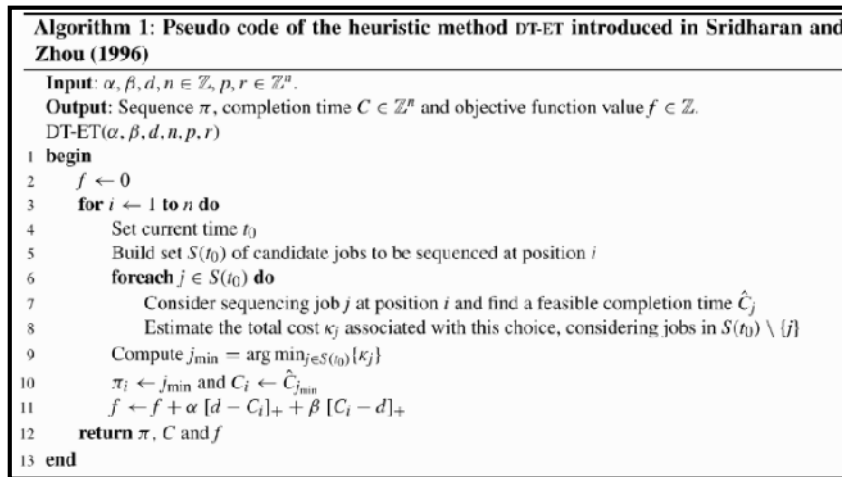 Algorithm 1: Pseudo code of the heuristic method DT-ET introduced in Sridharan and
Zhou (1996)
Input: α, β, d, n ∈ ℤ, p, r ∈ ℤⁿ.
Output: Sequence π, completion time C ∈ ℤⁿ and objective function value f ∈ ℤ.
DT-ET(α, β, d, n, p, r)
1 begin
2 f ← 0
3 for i ← 1 to n do
4 Set current time t₀
5 Build set S(t₀) of candidate jobs to be sequenced at position i
6 foreach j ∈ S(t₀) do
7 Consider sequencing job j at position i and find a feasible completion time Ĉⱼ
8 Estimate the total cost κⱼ associated with this choice, considering jobs in S(t₀) \ {j}
9 Compute j_min = arg min_{j∈S(t₀)}{κⱼ}
10 πᵢ ← j_min and Cᵢ ← Ĉ_{j_min}
11 f ← f + α [d − Cᵢ]₊ + β [Cᵢ − d]₊
12 return π, C and f
13 end